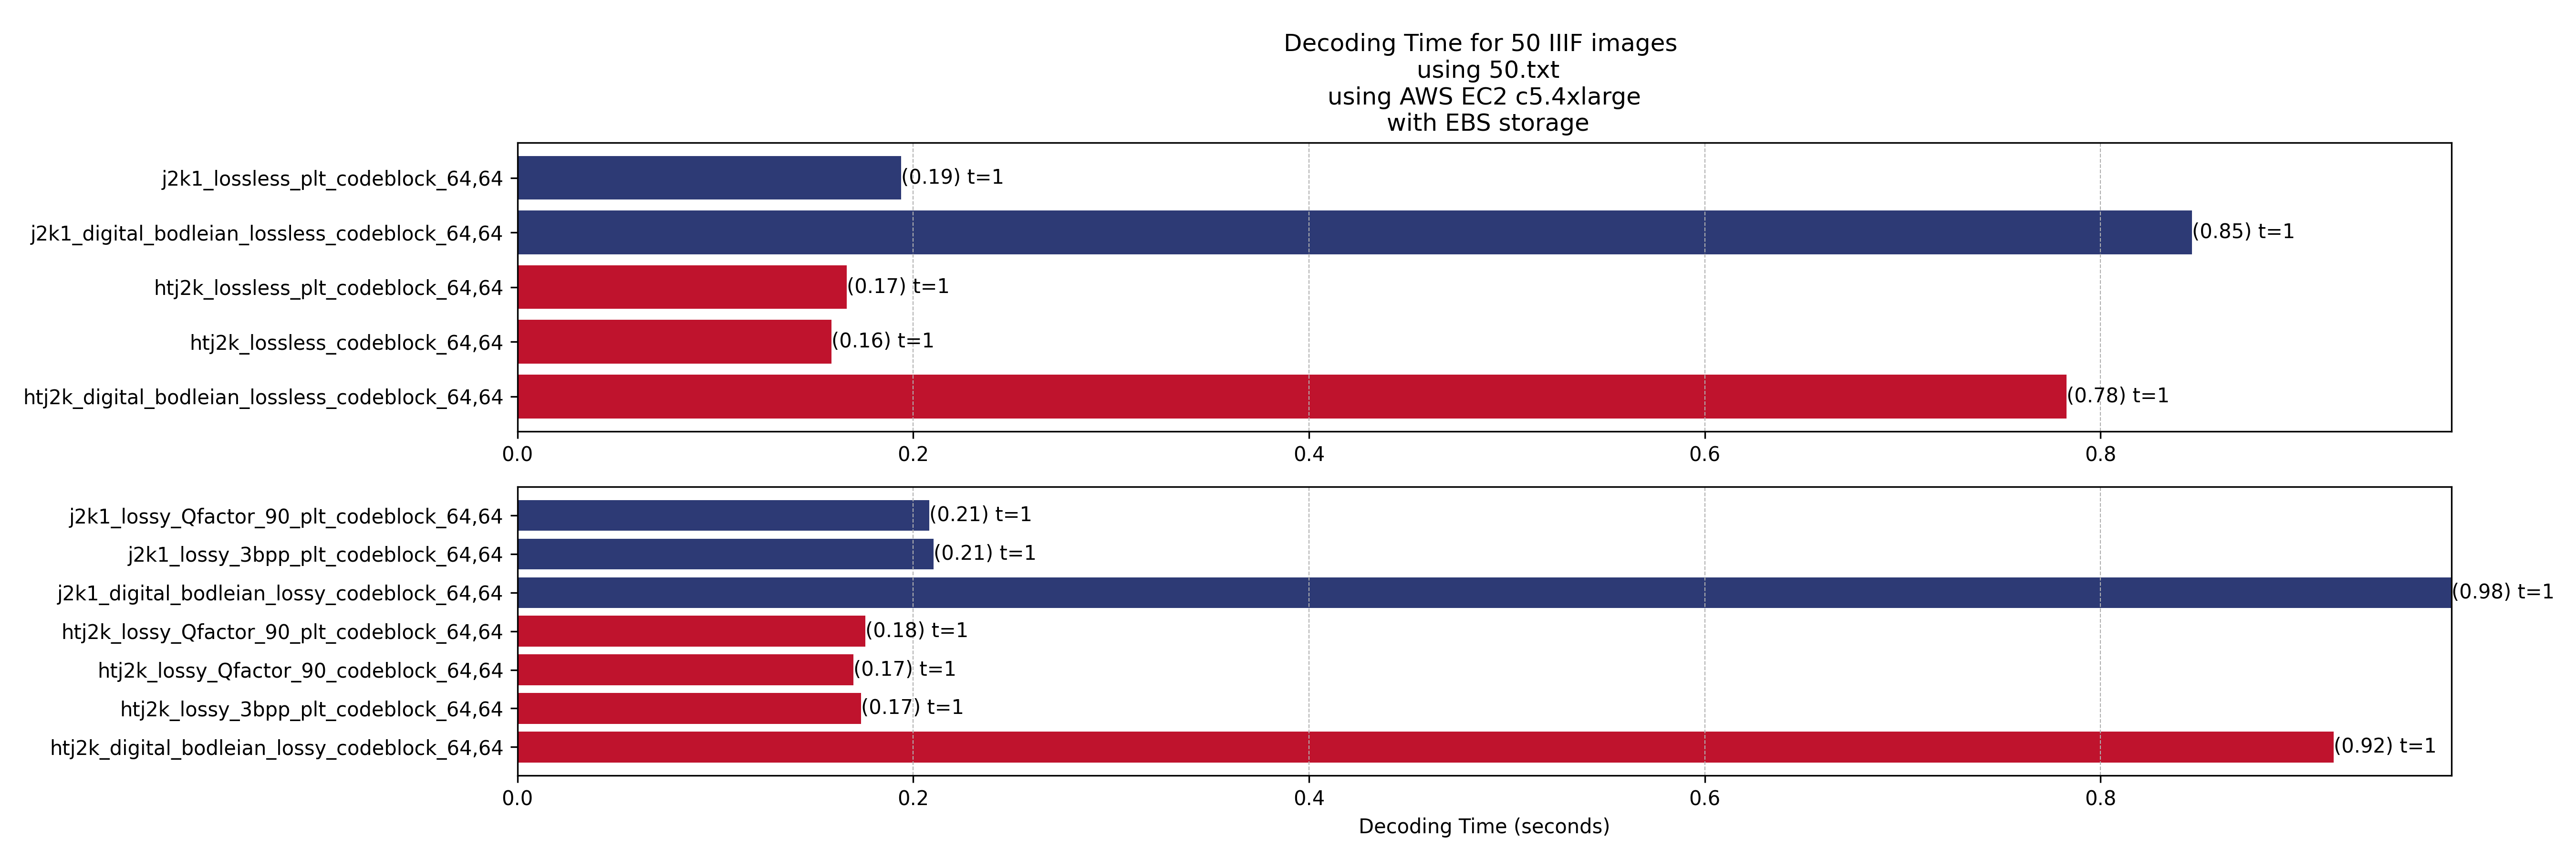 Decoding Time for 50 IIIF images
using 50.txt
using AWS EC2 c5.4xlarge
with EBS storage
j2k1_lossless_plt_codeblock_64,64 (0.19) t=1
j2k1_digital_bodleian_lossless_codeblock_64,64 (0.85) t=1
htj2k_lossless_plt_codeblock_64,64 (0.17) t=1
htj2k_lossless_codeblock_64,64 (0.16) t=1
htj2k_digital_bodleian_lossless_codeblock_64,64 (0.78) t=1
0.0 0.2 0.4 0.6 0.8
j2k1_lossy_Qfactor_90_plt_codeblock_64,64 (0.21) t=1
j2k1_lossy_3bpp_plt_codeblock_64,64 (0.21) t=1
j2k1_digital_bodleian_lossy_codeblock_64,64 (0.98) t=1
htj2k_lossy_Qfactor_90_plt_codeblock_64,64 (0.18) t=1
htj2k_lossy_Qfactor_90_codeblock_64,64 (0.17) t=1
htj2k_lossy_3bpp_plt_codeblock_64,64 (0.17) t=1
htj2k_digital_bodleian_lossy_codeblock_64,64 (0.92) t=1
0.0 0.2 0.4 0.6 0.8
Decoding Time (seconds)